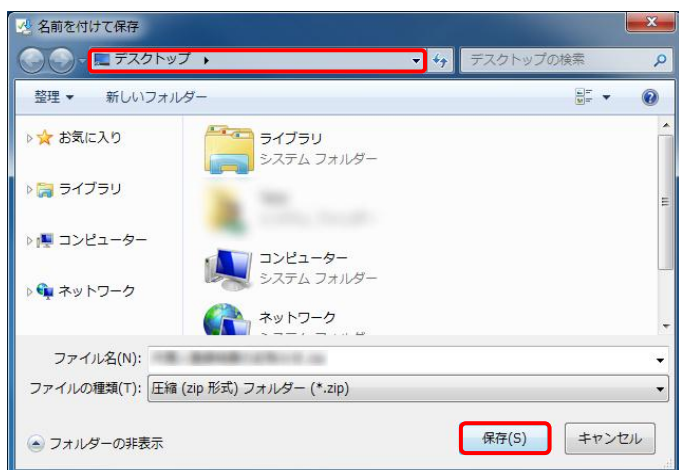 名前を付けて保存
デスクトップ
デスクトップの検索
整理 新しいフォルダー
お気に入り
ライブラリ
コンピューター
ネットワーク
ライブラリ
システム フォルダー
コンピューター
システム フォルダー
ネットワーク
ファイル名(N):
ファイルの種類(T): 圧縮 (zip 形式) フォルダー (*.zip)
フォルダーの非表示
保存(S) キャンセル